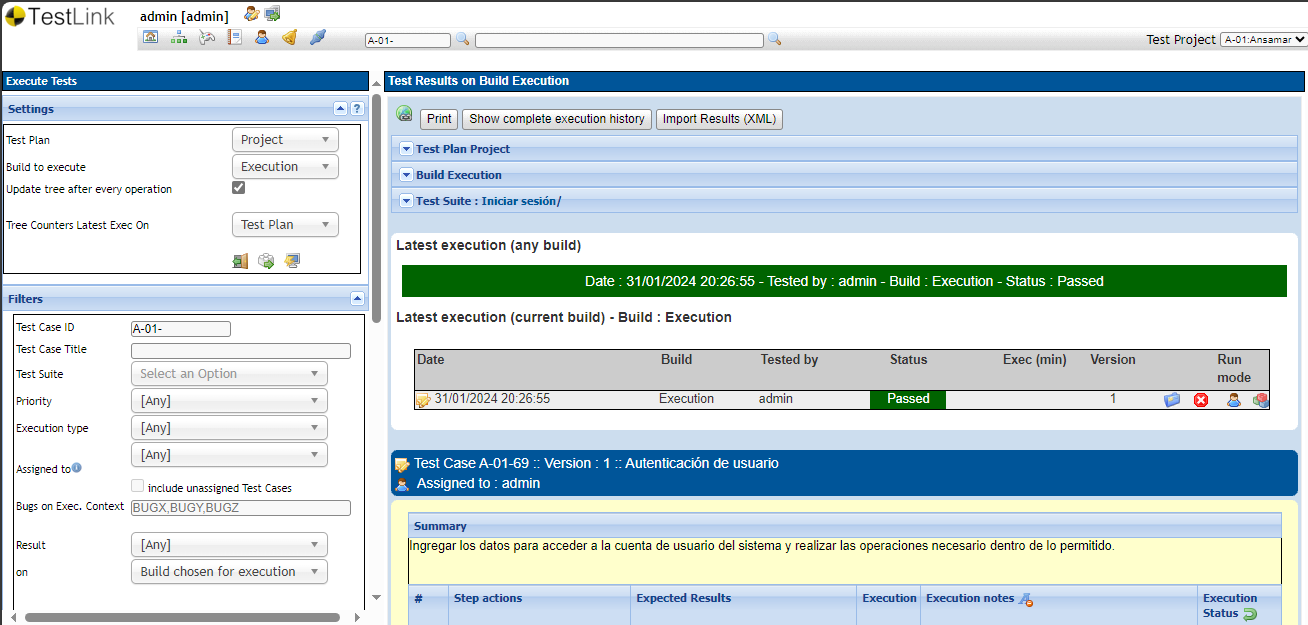 TestLink
admin [admin]
A-01-
Test Project A-01:Ansamar
Execute Tests
Settings
?
Test Plan Project
Build to execute Execution
Update tree after every operation
Tree Counters Latest Exec On Test Plan
Filters
Test Case ID A-01-
Test Case Title
Test Suite Select an Option
Priority [Any]
Execution type [Any]
[Any]
Assigned to
include unassigned Test Cases
Bugs on Exec. Context BUGX,BUGY,BUGZ
Result [Any]
on Build chosen for execution
Test Results on Build Execution
Print Show complete execution history Import Results (XML)
Test Plan Project
Build Execution
Test Suite : Iniciar sesión/
Latest execution (any build)
Date : 31/01/2024 20:26:55 - Tested by : admin - Build : Execution - Status : Passed
Latest execution (current build) - Build : Execution
Date Build Tested by Status Exec (min) Version Run mode
31/01/2024 20:26:55 Execution admin Passed 1
Test Case A-01-69 :: Version : 1 :: Autenticación de usuario
Assigned to : admin
Summary
Ingregar los datos para acceder a la cuenta de usuario del sistema y realizar las operaciones necesario dentro de lo permitido.
# Step actions Expected Results Execution Execution notes Execution Status